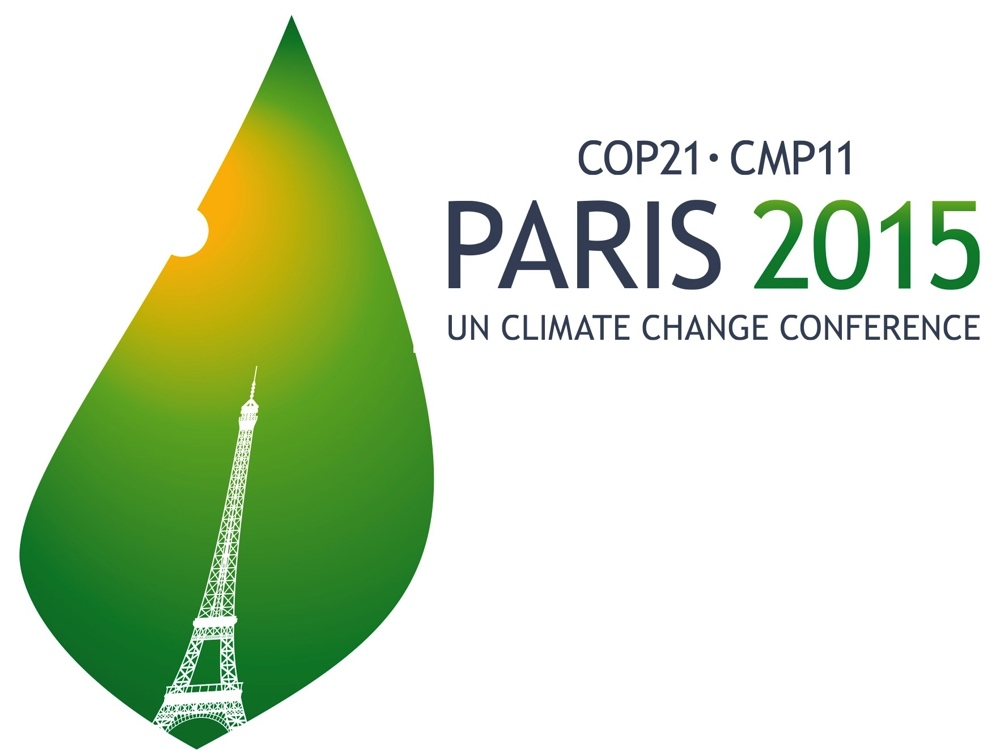 COP21 · CMP11
PARIS 2015
UN CLIMATE CHANGE CONFERENCE